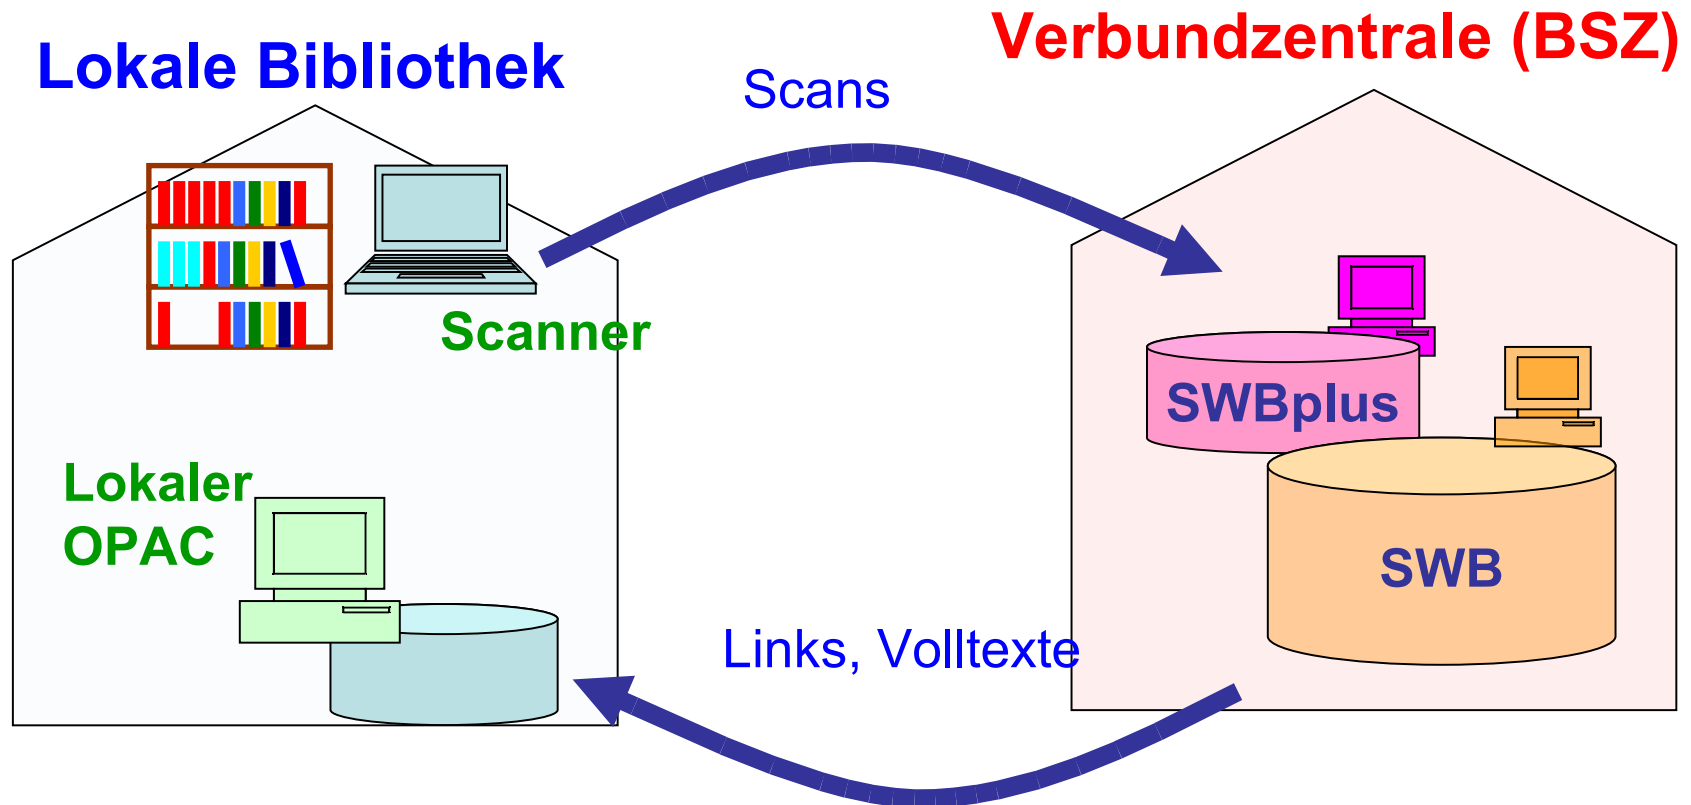 Lokale Bibliothek
Verbundzentrale (BSZ)
Scans
Scanner
SWBplus
Lokaler
OPAC
SWB
Links, Volltexte